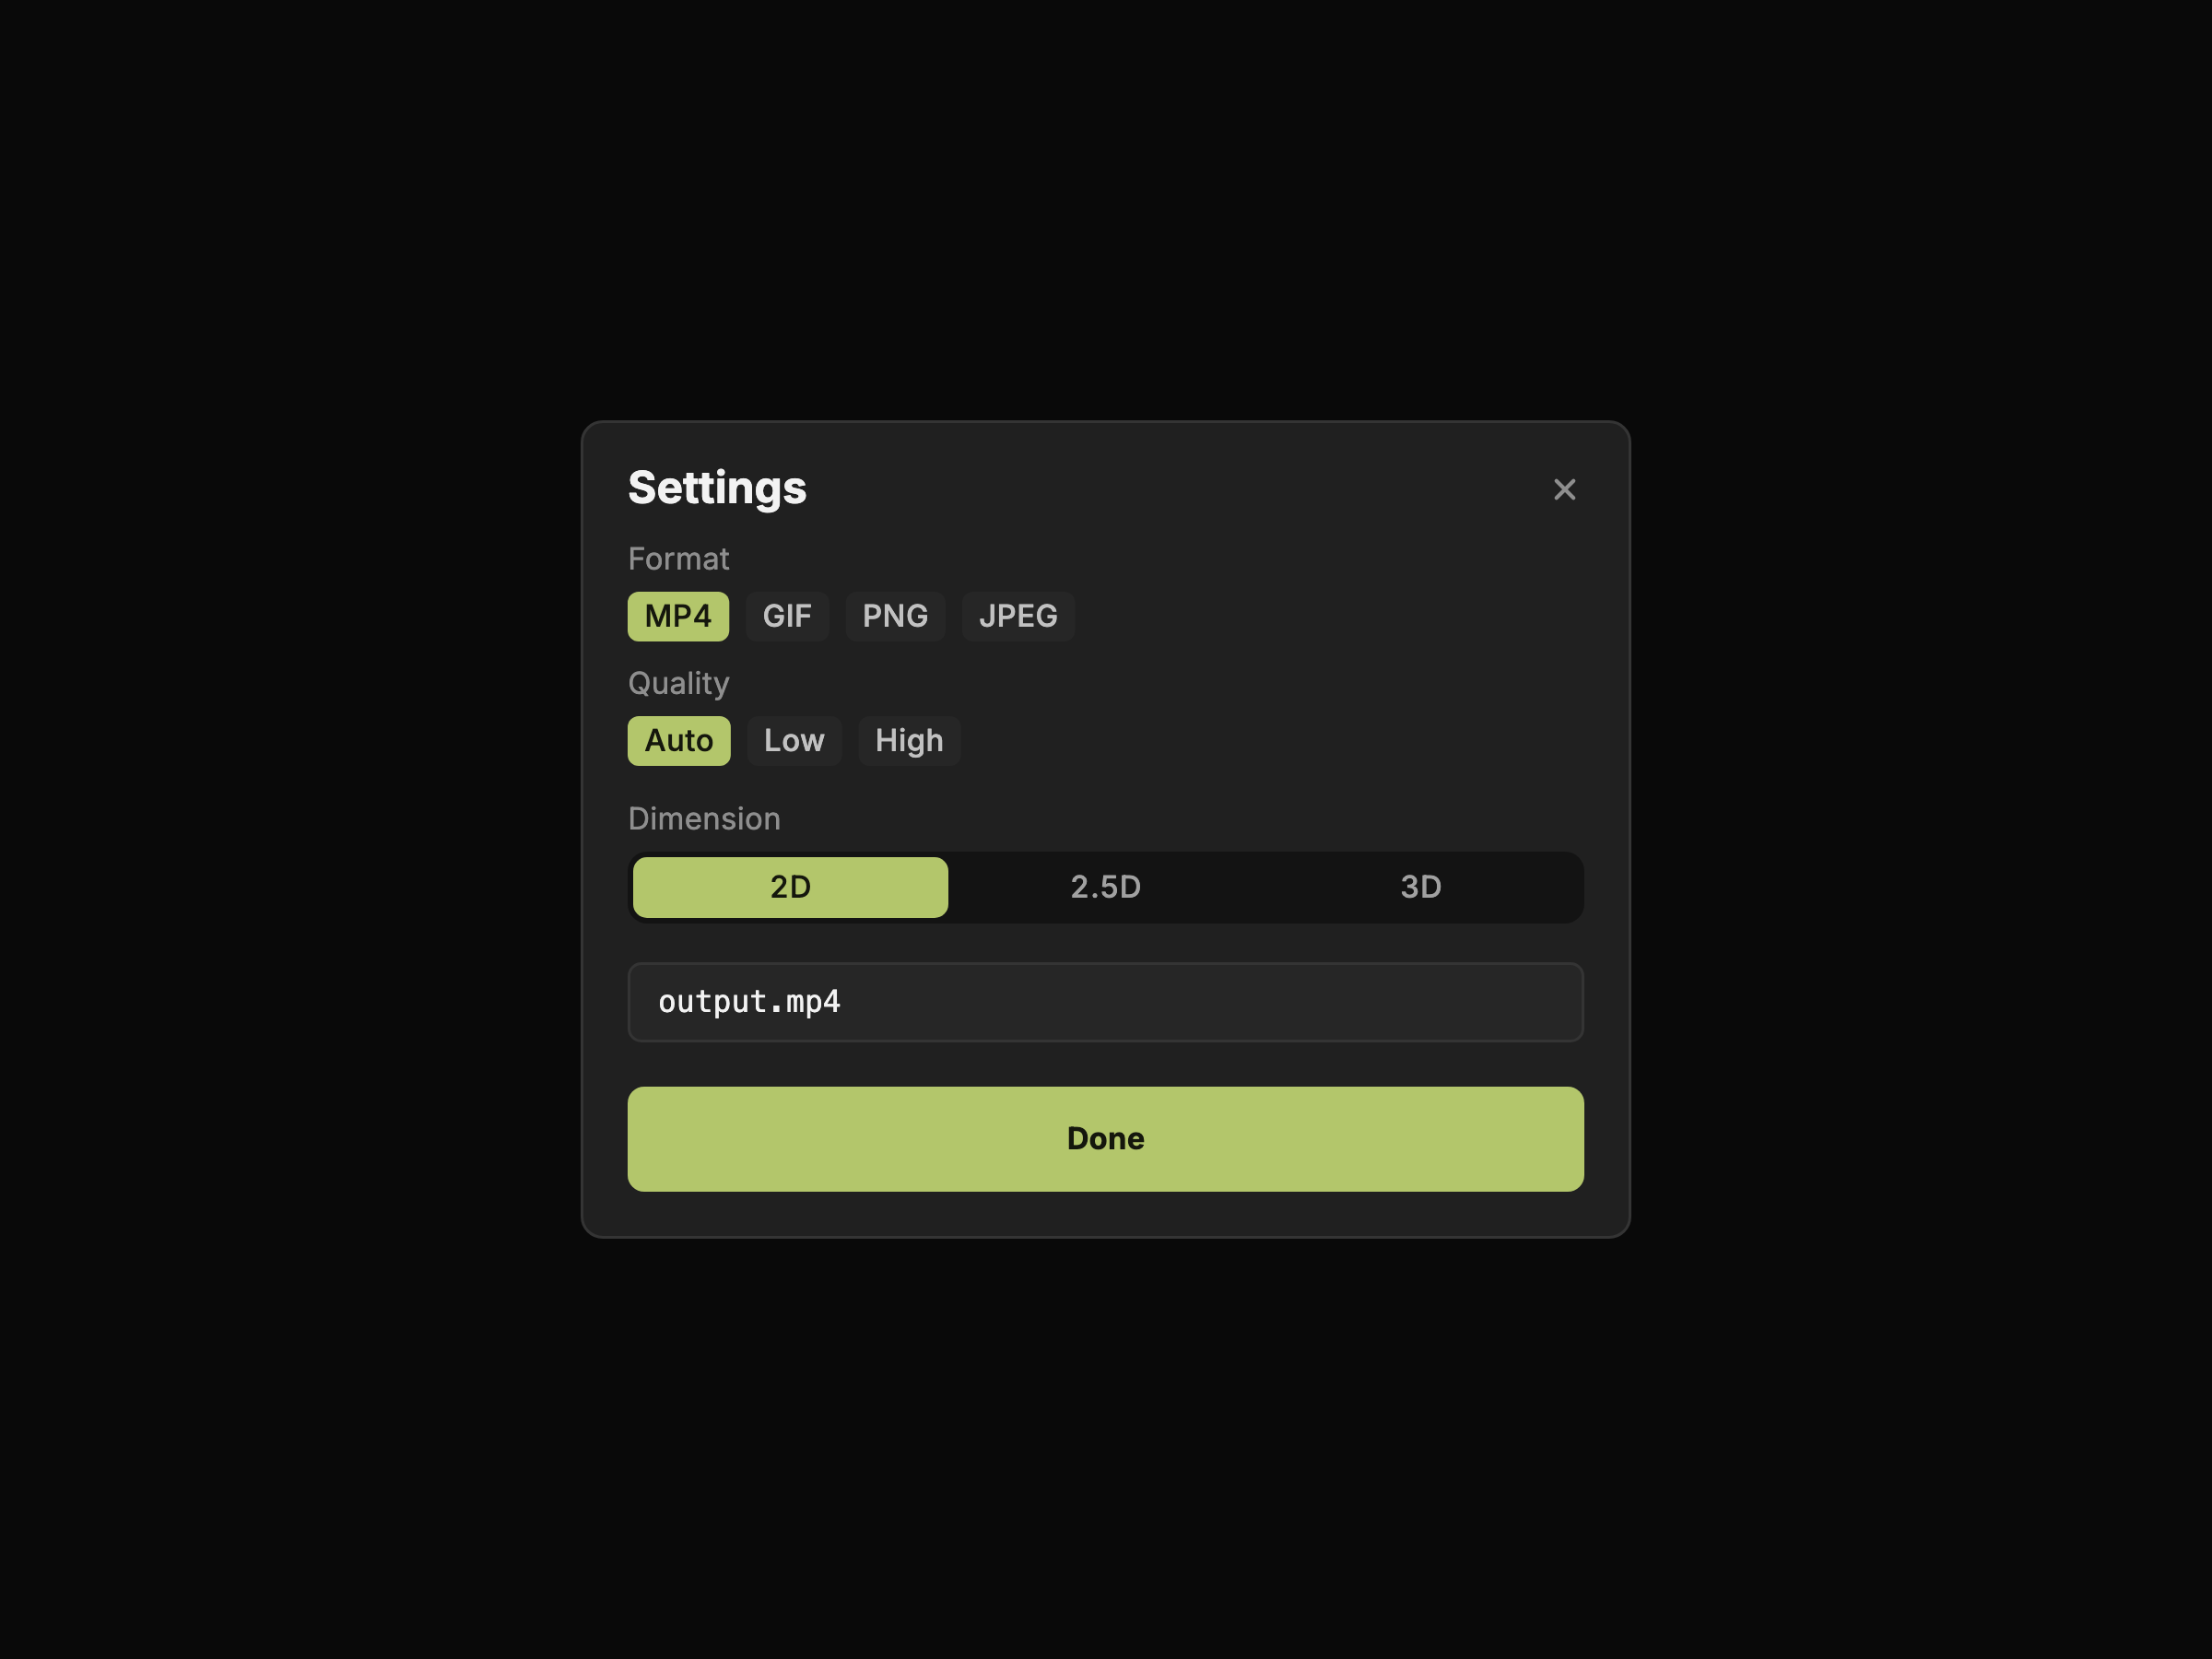 Settings
Format
MP4 GIF PNG JPEG
Quality
Auto Low High
Dimension
2D 2.5D 3D
output.mp4
Done